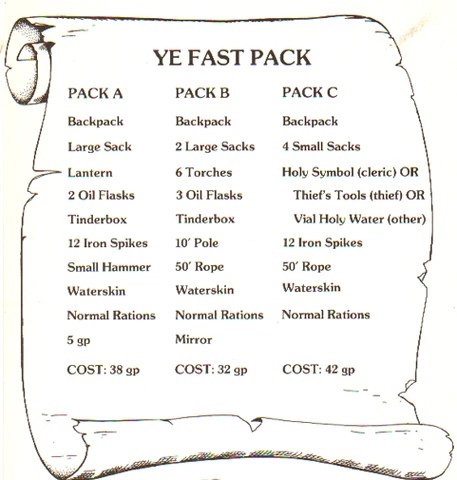 YE FAST PACK
PACK A PACK B PACK C
Backpack Backpack Backpack
Large Sack 2 Large Sacks 4 Small Sacks
Lantern 6 Torches Holy Symbol (cleric) OR
2 Oil Flasks 3 Oil Flasks Thief's Tools (thief) OR
Tinderbox Tinderbox Vial Holy Water (other)
12 Iron Spikes 10' Pole 12 Iron Spikes
Small Hammer 50' Rope 50' Rope
Waterskin Waterskin Waterskin
Normal Rations Normal Rations Normal Rations
5 gp Mirror
COST: 38 gp COST: 32 gp COST: 42 gp